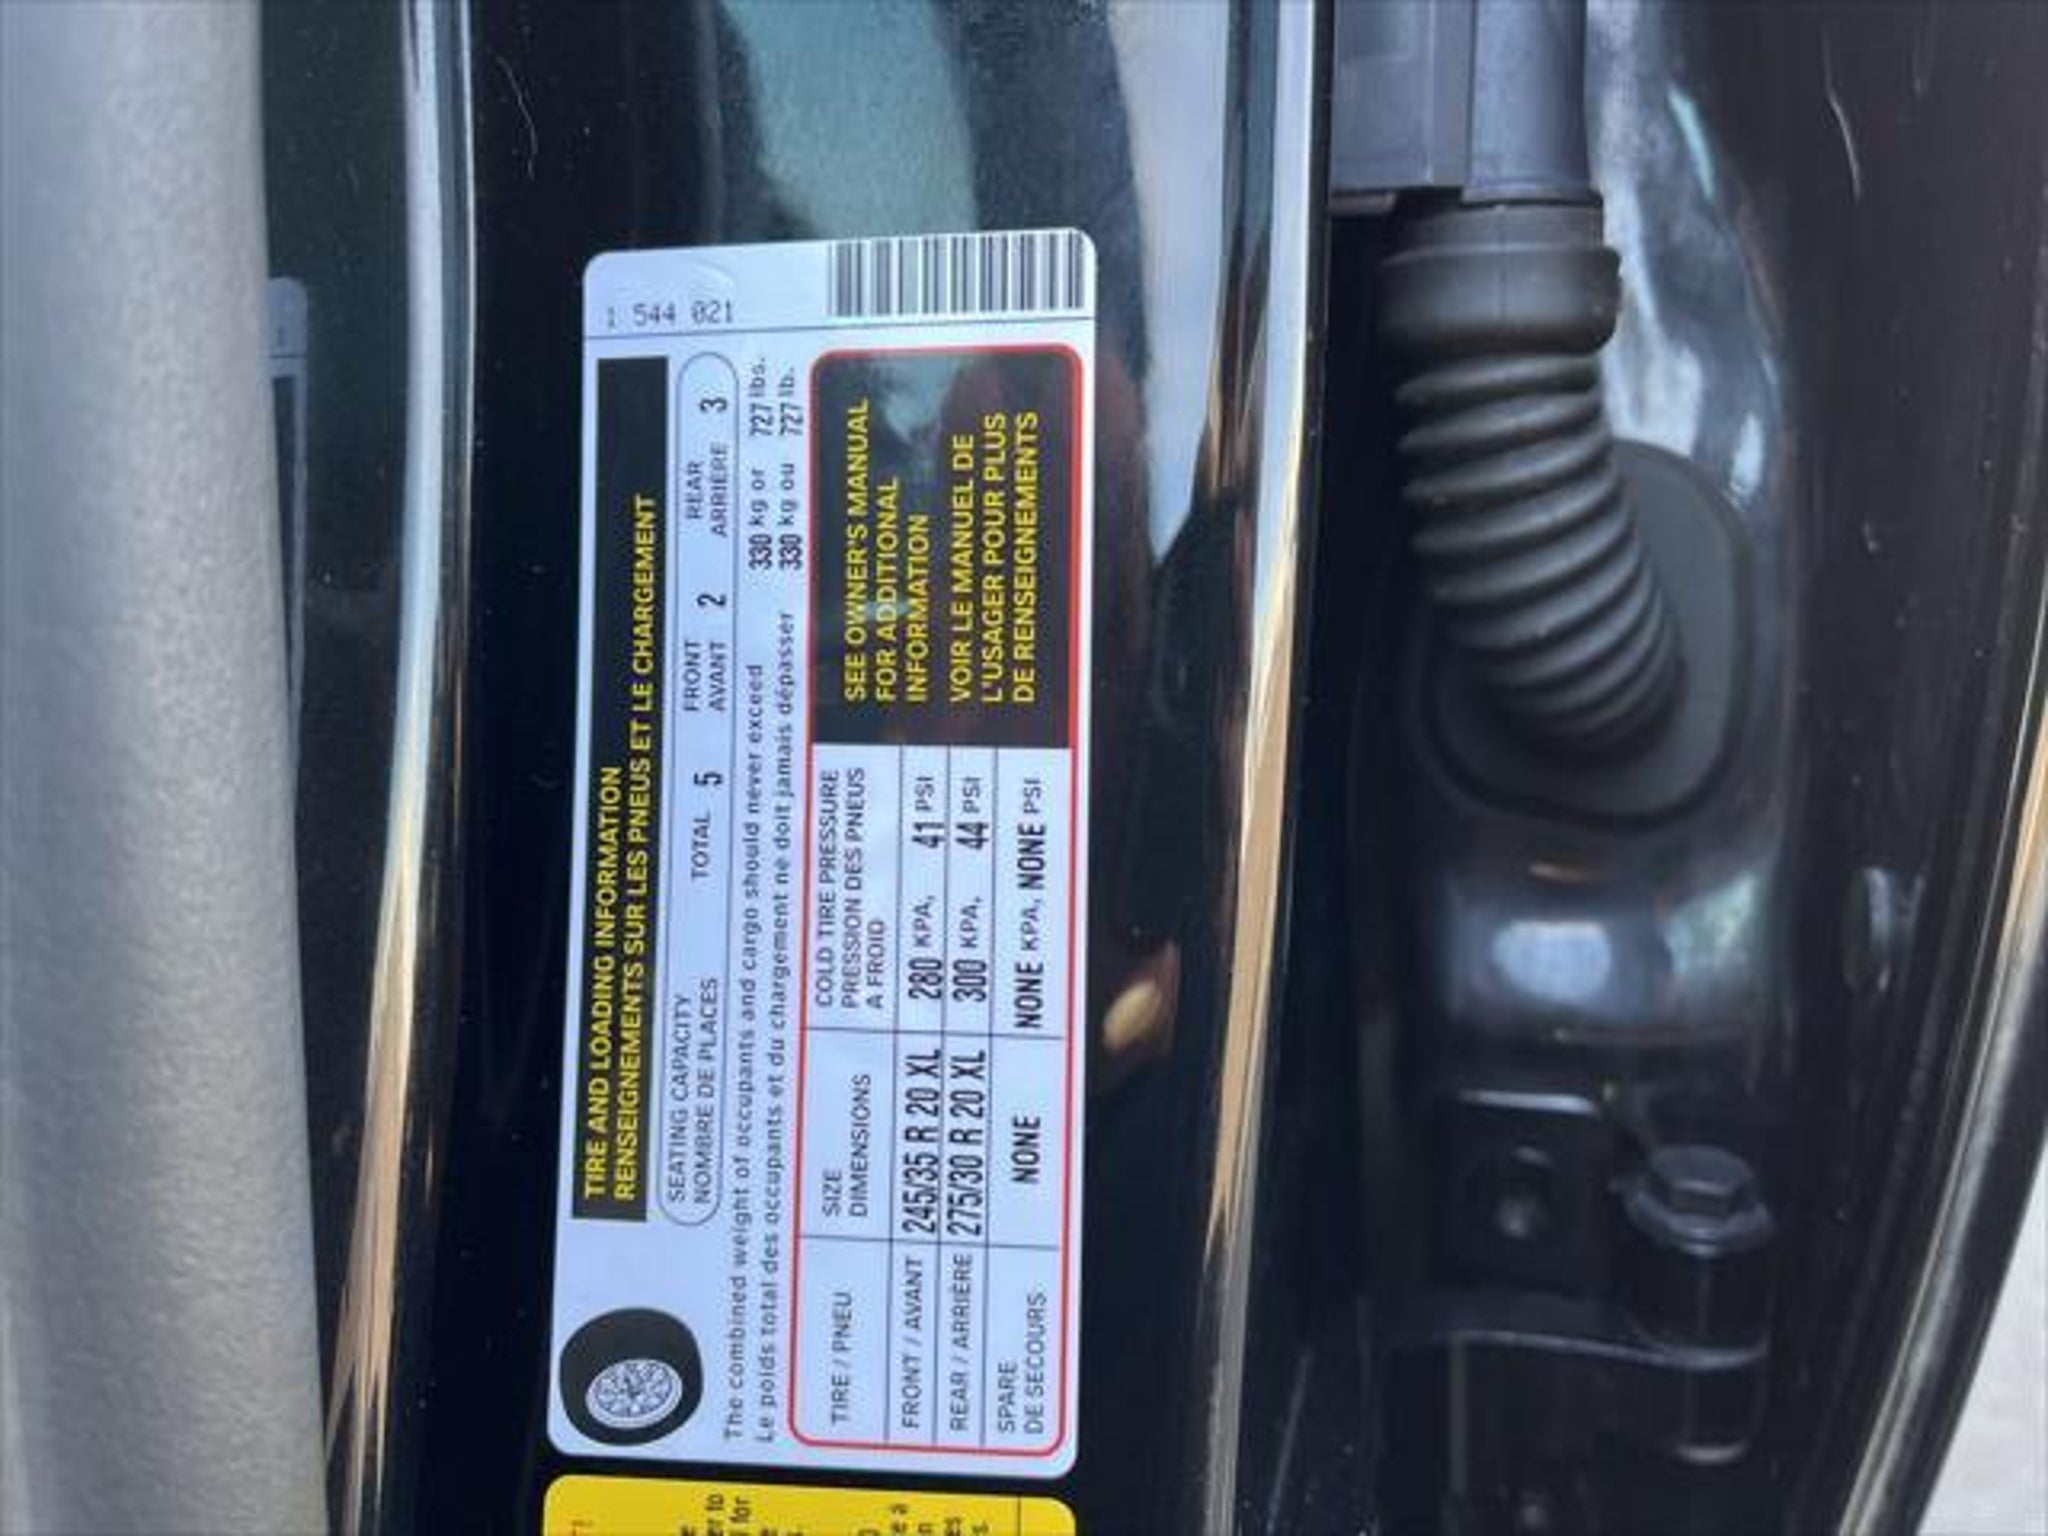 1 544 021
TIRE AND LOADING INFORMATION
RENSEIGNEMENTS SUR LES PNEUS ET LE CHARGEMENT
SEATING CAPACITY
NOMBRE DE PLACES
TOTAL 5
FRONT
AVANT 2
REAR
ARRIÈRE 3
The combined weight of occupants and cargo should never exceed 330 kg or 727 lbs.
Le poids total des occupants et du chargement ne doit jamais dépasser 330 kg ou 727 lb.
TIRE / PNEU
SIZE
DIMENSIONS
COLD TIRE PRESSURE
PRESSION DES PNEUS
A FROID
FRONT / AVANT 245/35 R 20 XL 280 KPA, 41 PSI
REAR / ARRIÈRE 275/30 R 20 XL 300 KPA, 44 PSI
SPARE
DE SECOURS
NONE NONE KPA, NONE PSI
SEE OWNER'S MANUAL
FOR ADDITIONAL
INFORMATION
VOIR LE MANUEL DE
L'USAGER POUR PLUS
DE RENSEIGNEMENTS